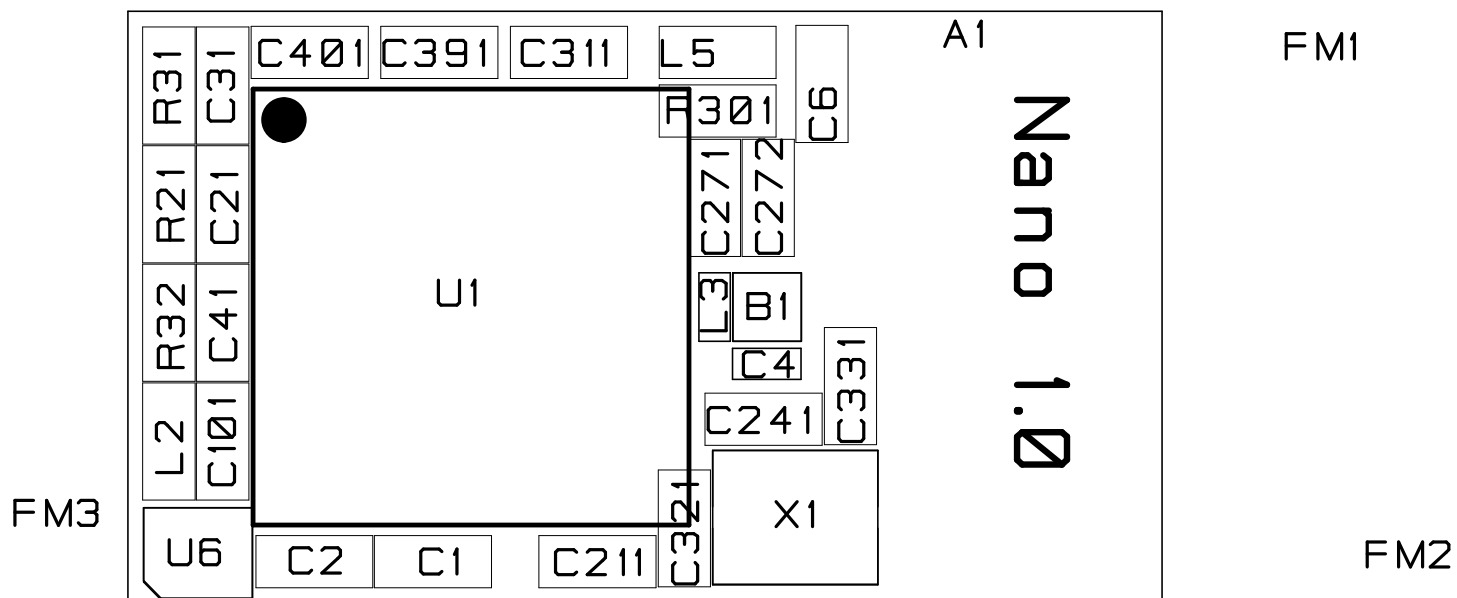 A1
FM1
C401 C391 C311 L5
R31 C31
C6
R301
Nano 1.0
C271 C272
R21 C21
U1
L3 B1
R32 C41
C4
C331
C241
L2 C101
FM3
C321
X1
U6
C2 C1 C211
FM2